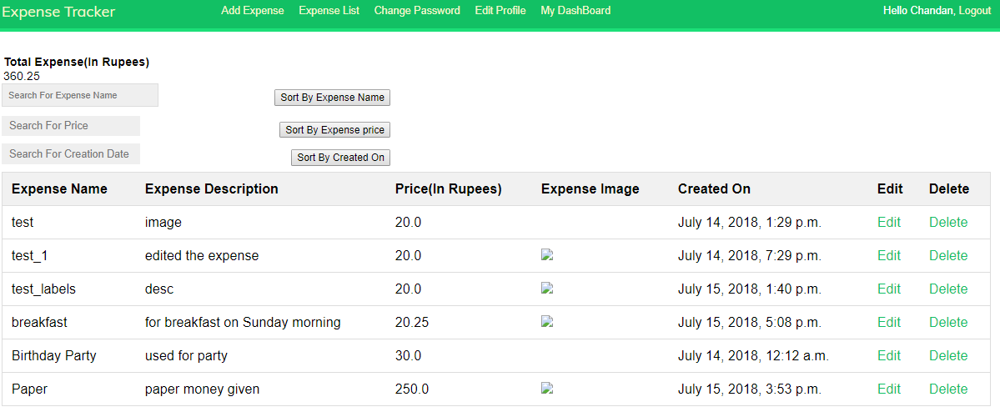 Expense Tracker Add Expense Expense List Change Password Edit Profile My DashBoard Hello Chandan, Logout
Total Expense(In Rupees)
360.25
Search For Expense Name Sort By Expense Name
Search For Price Sort By Expense price
Search For Creation Date Sort By Created On
Expense Name Expense Description Price(In Rupees) Expense Image Created On Edit Delete
test image 20.0 July 14, 2018, 1:29 p.m. Edit Delete
test_1 edited the expense 20.0 July 14, 2018, 7:29 p.m. Edit Delete
test_labels desc 20.0 July 15, 2018, 1:40 p.m. Edit Delete
breakfast for breakfast on Sunday morning 20.25 July 15, 2018, 5:08 p.m. Edit Delete
Birthday Party used for party 30.0 July 14, 2018, 12:12 a.m. Edit Delete
Paper paper money given 250.0 July 15, 2018, 3:53 p.m. Edit Delete